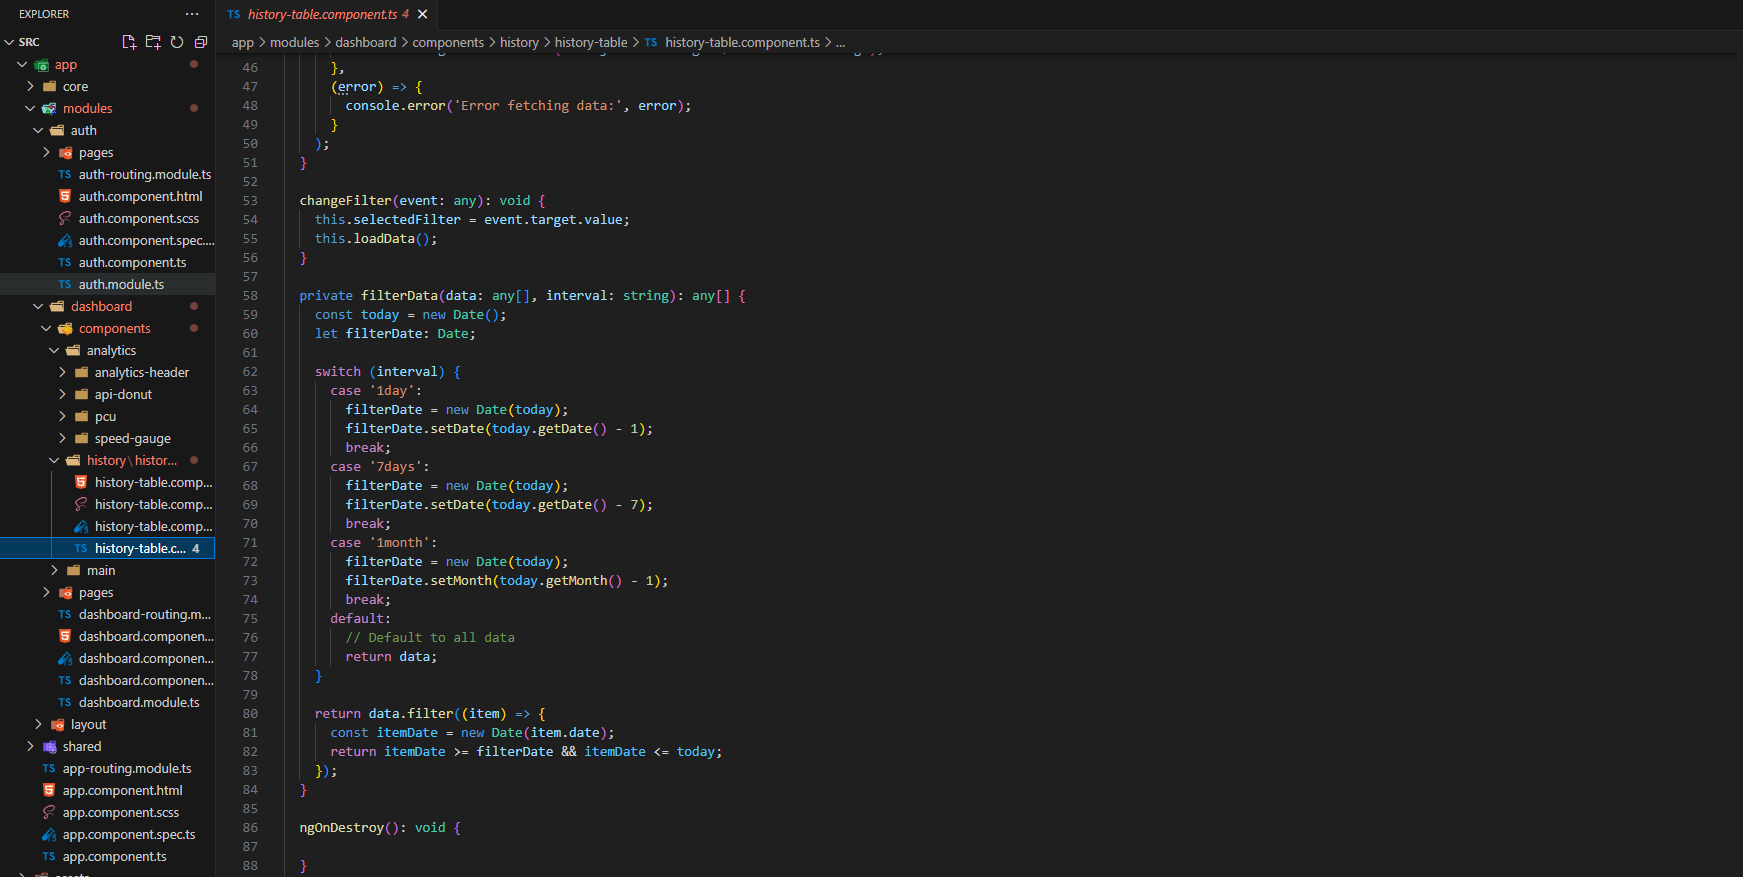 EXPLORER
SRC
app
core
modules
auth
pages
auth-routing.module.ts
auth.component.html
auth.component.scss
auth.component.spec....
auth.component.ts
auth.module.ts
dashboard
components
analytics
analytics-header
api-donut
pcu
speed-gauge
history\histor...
history-table.comp...
history-table.comp...
history-table.comp...
history-table.c... 4
main
pages
dashboard-routing.m...
dashboard.componen...
dashboard.componen...
dashboard.componen...
dashboard.module.ts
layout
shared
app-routing.module.ts
app.component.html
app.component.scss
app.component.spec.ts
app.component.ts
TS history-table.component.ts 4
app > modules > dashboard > components > history > history-table > TS history-table.component.ts > ...
46 },
47 (error) => {
48 console.error('Error fetching data:', error);
49 }
50 );
51 }
52
53 changeFilter(event: any): void {
54 this.selectedFilter = event.target.value;
55 this.loadData();
56 }
57
58 private filterData(data: any[], interval: string): any[] {
59 const today = new Date();
60 let filterDate: Date;
61
62 switch (interval) {
63 case '1day':
64 filterDate = new Date(today);
65 filterDate.setDate(today.getDate() - 1);
66 break;
67 case '7days':
68 filterDate = new Date(today);
69 filterDate.setDate(today.getDate() - 7);
70 break;
71 case '1month':
72 filterDate = new Date(today);
73 filterDate.setMonth(today.getMonth() - 1);
74 break;
75 default:
76 // Default to all data
77 return data;
78 }
79
80 return data.filter((item) => {
81 const itemDate = new Date(item.date);
82 return itemDate >= filterDate && itemDate <= today;
83 });
84 }
85
86 ngOnDestroy(): void {
87
88 }